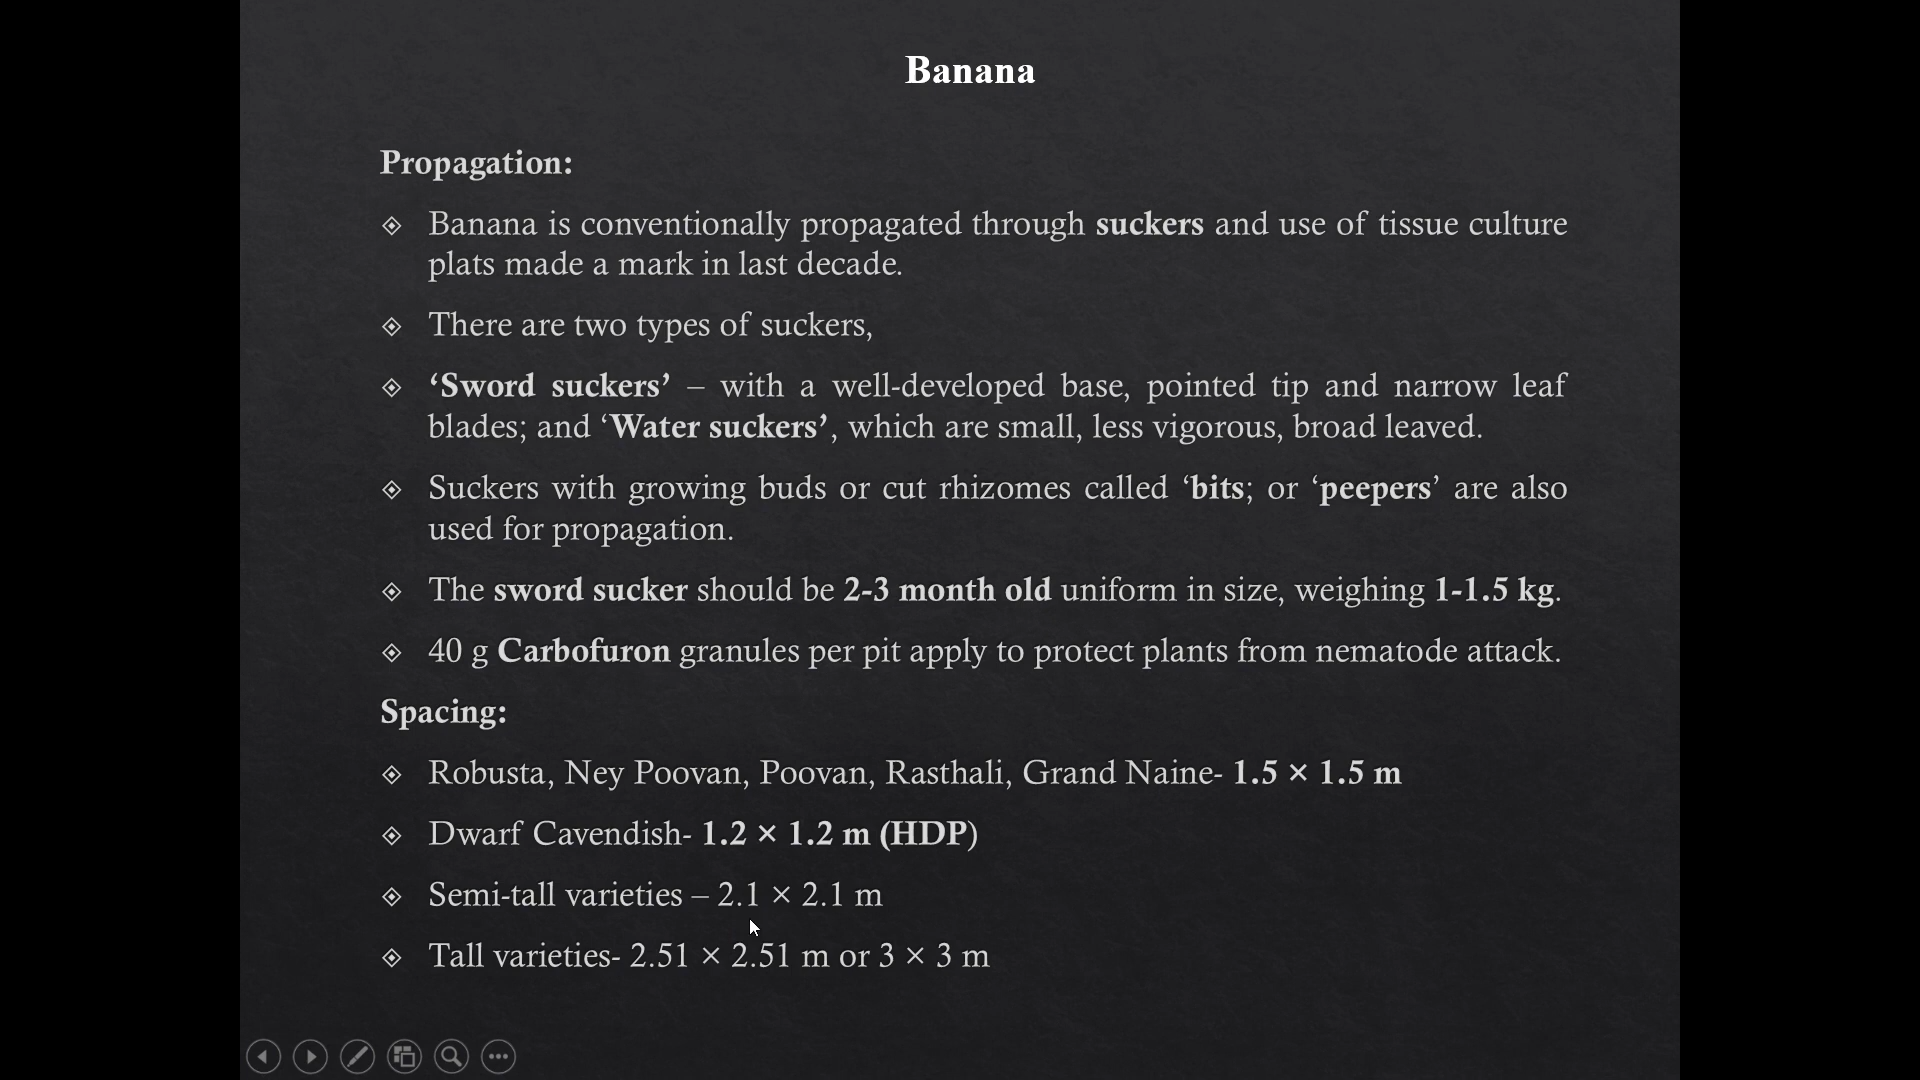 Banana
Propagation:
Banana is conventionally propagated through suckers and use of tissue culture
plats made a mark in last decade.
There are two types of suckers,
‘Sword suckers’ – with a well-developed base, pointed tip and narrow leaf
blades; and ‘Water suckers’, which are small, less vigorous, broad leaved.
Suckers with growing buds or cut rhizomes called ‘bits; or ‘peepers’ are also
used for propagation.
The sword sucker should be 2-3 month old uniform in size, weighing 1-1.5 kg.
40 g Carbofuron granules per pit apply to protect plants from nematode attack.
Spacing:
Robusta, Ney Poovan, Poovan, Rasthali, Grand Naine- 1.5 × 1.5 m
Dwarf Cavendish- 1.2 × 1.2 m (HDP)
Semi-tall varieties – 2.1 × 2.1 m
Tall varieties- 2.51 × 2.51 m or 3 × 3 m